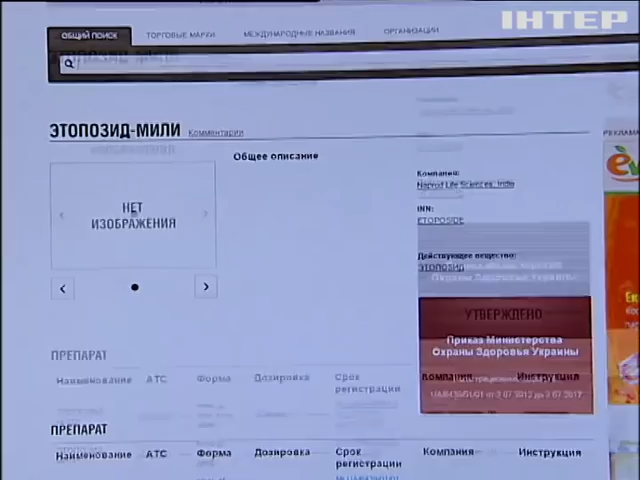 ІНТЕР
ОБЩИЙ ПОИСК
ТОРГОВЫЕ МАРКИ
МЕЖДУНАРОДНЫЕ НАЗВАНИЯ
ОРГАНИЗАЦИИ
РЕКЛАМА
ЭТОПОЗИД-МИЛИ Комментарии
Общее описание
НЕТ
ИЗОБРАЖЕНИЯ
Компания:
Naprod Life Sciences, India
INN:
ETOPOSIDE
Действующее вещество:
ЭТОПОЗИД
УТВЕРЖДЕНО
Приказ Министерства
Охраны Здоровья Украины
ПРЕПАРАТ
Наименование АТС Форма Дозировка Срок регистрации Компания Инструкция
ПРЕПАРАТ
Наименование АТС Форма Дозировка Срок регистрации Компания Инструкция